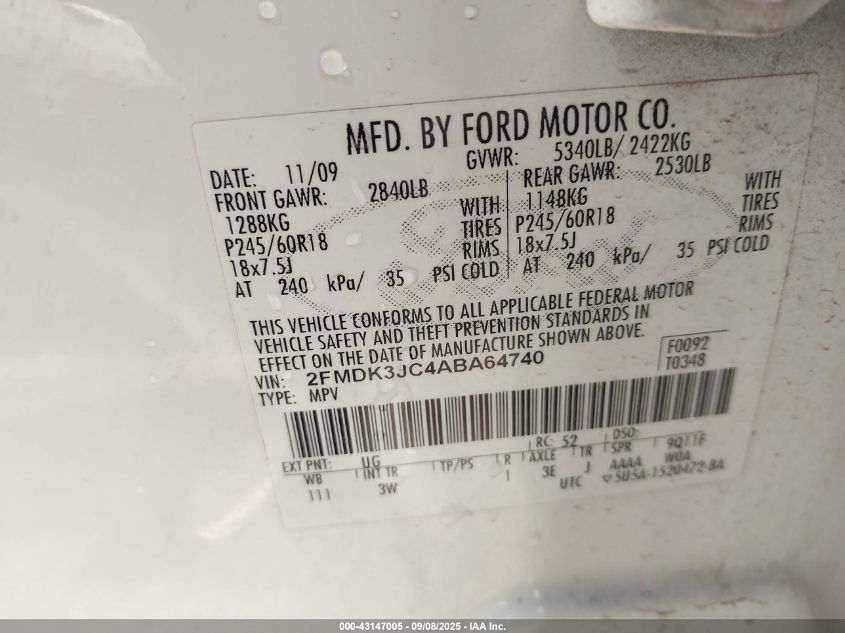 MFD. BY FORD MOTOR CO.
DATE: 11/09 GVWR: 5340LB/ 2422KG
FRONT GAWR: 2840LB REAR GAWR: 2530LB
1288KG WITH 1148KG WITH
P245/60R18 TIRES P245/60R18 TIRES
18x7.5J RIMS 18x7.5J RIMS
AT 240 kPa/ 35 PSI COLD AT 240 kPa/ 35 PSI COLD
THIS VEHICLE CONFORMS TO ALL APPLICABLE FEDERAL MOTOR
VEHICLE SAFETY AND THEFT PREVENTION STANDARDS IN
EFFECT ON THE DATE OF MANUFACTURE SHOWN ABOVE.
VIN: 2FMDK3JC4ABA64740 F0092
TYPE: MPV T0348
RC: 52 DSO:
EXT PNT: UG AXLE TR SPR 9Q11F
WB INT TR TP/PS R 3E J AAAA W0A
111 3W 1 UTC ▽5U5A-1520472-BA
000-43147005 - 09/08/2025 - IAA Inc.